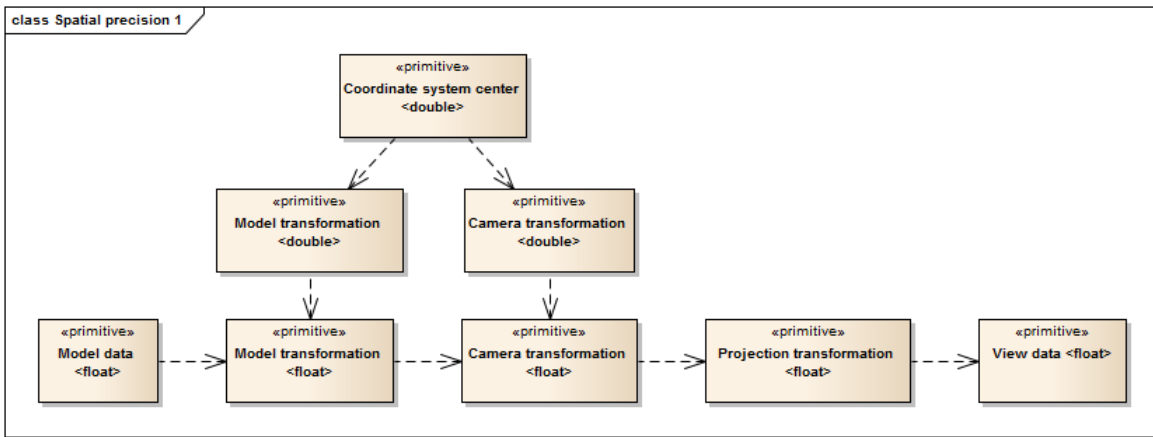 class Spatial precision 1
«primitive»
Coordinate system center
<double>
«primitive»
Model transformation
<double>
«primitive»
Camera transformation
<double>
«primitive»
Model data
<float>
«primitive»
Model transformation
<float>
«primitive»
Camera transformation
<float>
«primitive»
Projection transformation
<float>
«primitive»
View data <float>